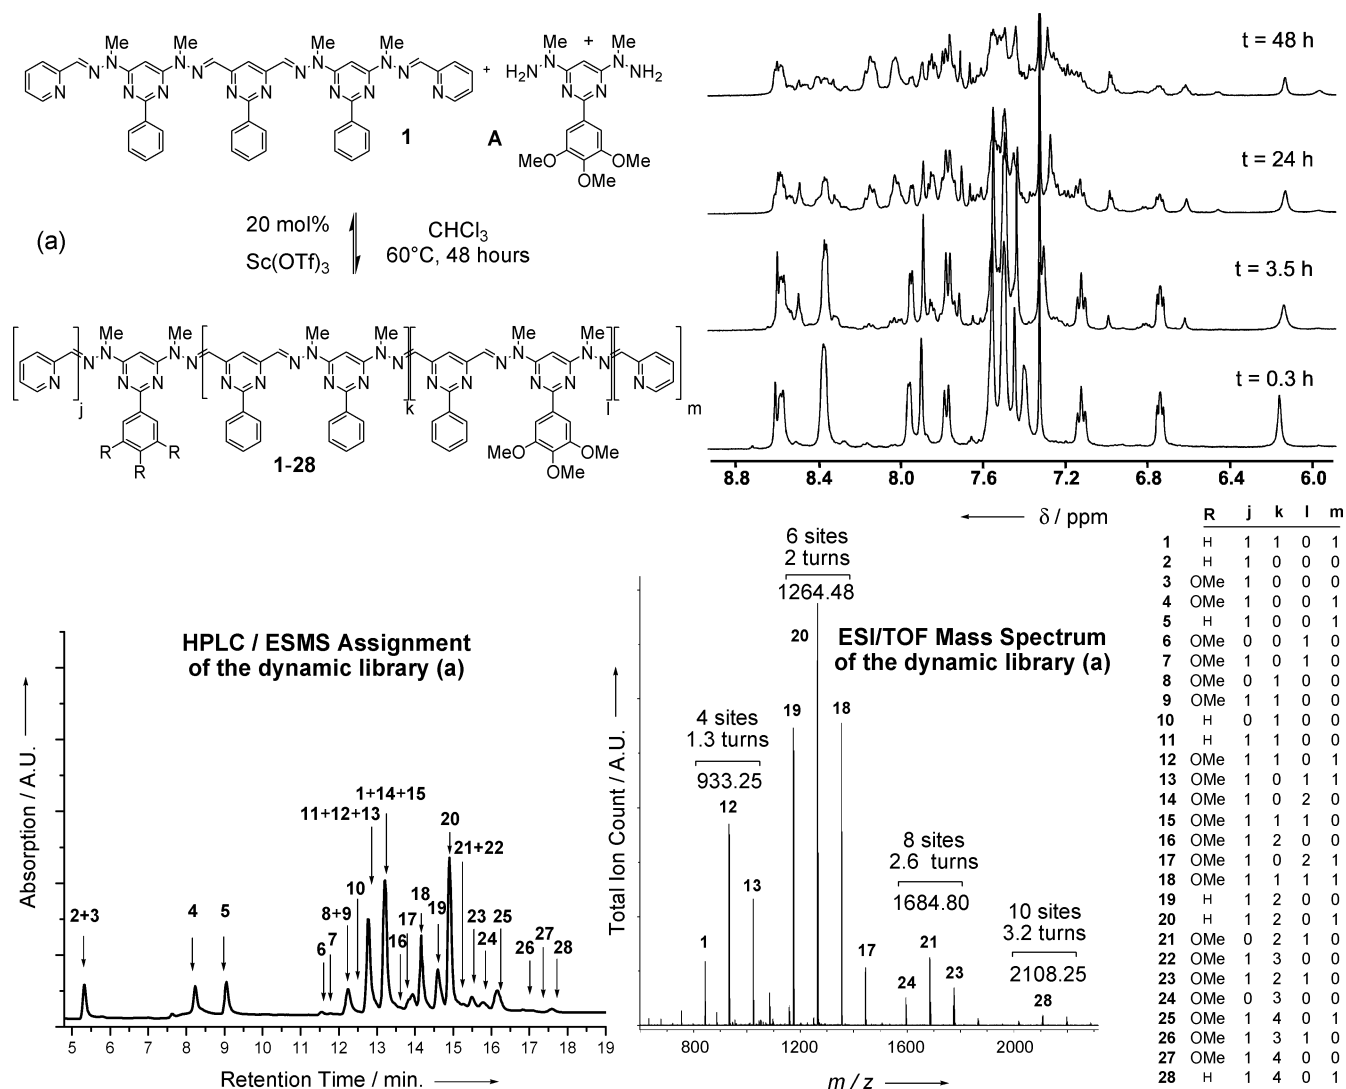 Me Me Me Me
N N N N N N N N
N N N N N N N N
1
+
A
Me + Me
H2N N N NH2
N N
MeO OMe
OMe
(a)
20 mol%
Sc(OTf)3
CHCl3
60°C, 48 hours
Me Me Me Me Me Me
N N N N N N N N N N N N
N N N N N N N N N N
j k l m
R R
R
MeO OMe
OMe
1-28
t = 48 h
t = 24 h
t = 3.5 h
t = 0.3 h
8.8 8.4 8.0 7.6 7.2 6.8 6.4 6.0
δ / ppm
HPLC / ESMS Assignment
of the dynamic library (a)
Absorption / A.U.
2+3
4
5
6
7
8+9
10
11+12+13
1+14+15
16
17
18
19
20
21+22
23
24
25
26
27
28
5 6 7 8 9 10 11 12 13 14 15 16 17 18 19
Retention Time / min.
ESI/TOF Mass Spectrum
of the dynamic library (a)
Total Ion Count / A.U.
4 sites
1.3 turns
933.25
1
12
13
6 sites
2 turns
1264.48
19
20
18
17
8 sites
2.6 turns
1684.80
24
21
23
10 sites
3.2 turns
2108.25
28
800 1200 1600 2000
m / z
R j k l m
1 H 1 1 0 1
2 H 1 0 0 0
3 OMe 1 0 0 0
4 OMe 1 0 0 1
5 H 1 0 0 1
6 OMe 0 0 1 0
7 OMe 1 0 1 0
8 OMe 0 1 0 0
9 OMe 1 1 0 0
10 H 0 1 0 0
11 H 1 1 0 0
12 OMe 1 1 0 1
13 OMe 1 0 1 1
14 OMe 1 0 2 0
15 OMe 1 1 1 0
16 OMe 1 2 0 0
17 OMe 1 0 2 1
18 OMe 1 1 1 1
19 H 1 2 0 0
20 H 1 2 0 1
21 OMe 0 2 1 0
22 OMe 1 3 0 0
23 OMe 1 2 1 0
24 OMe 0 3 0 0
25 OMe 1 4 0 1
26 OMe 1 3 1 0
27 OMe 1 4 0 0
28 H 1 4 0 1